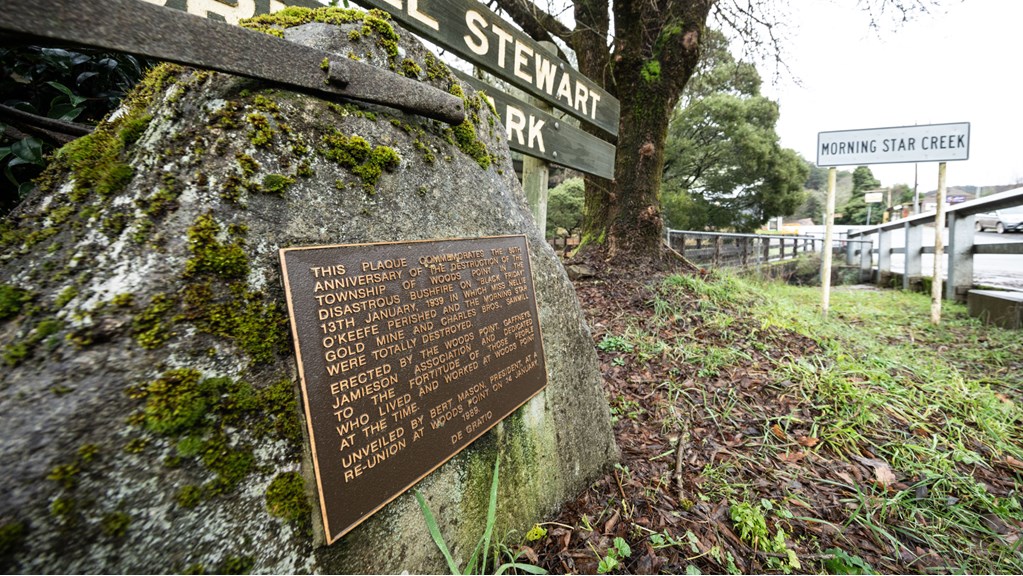 L STEWART
RK
MORNING STAR CREEK
THIS PLAQUE COMMEMORATES THE 50TH
ANNIVERSARY OF THE DESTRUCTION OF THE
TOWNSHIP OF WOODS POINT IN THE
DISASTROUS BUSHFIRE ON "BLACK FRIDAY"
13TH JANUARY, 1939 IN WHICH MISS NELLIE
O'KEEFE PERISHED AND THE MORNING STAR
GOLD MINE AND CHARLES BROS. SAWMILL
WERE TOTALLY DESTROYED.
ERECTED BY THE WOODS POINT, GAFFNEYS,
JAMIESON ASSOCIATION AND DEDICATED
TO THE FORTITUDE OF THOSE PEOPLE
WHO LIVED AND WORKED AT WOODS POINT
AT THE TIME.
UNVEILED BY BERT MASON, PRESIDENT, AT A
RE-UNION AT WOODS POINT ON 14 JANUARY,
1989.
DE GRATIO